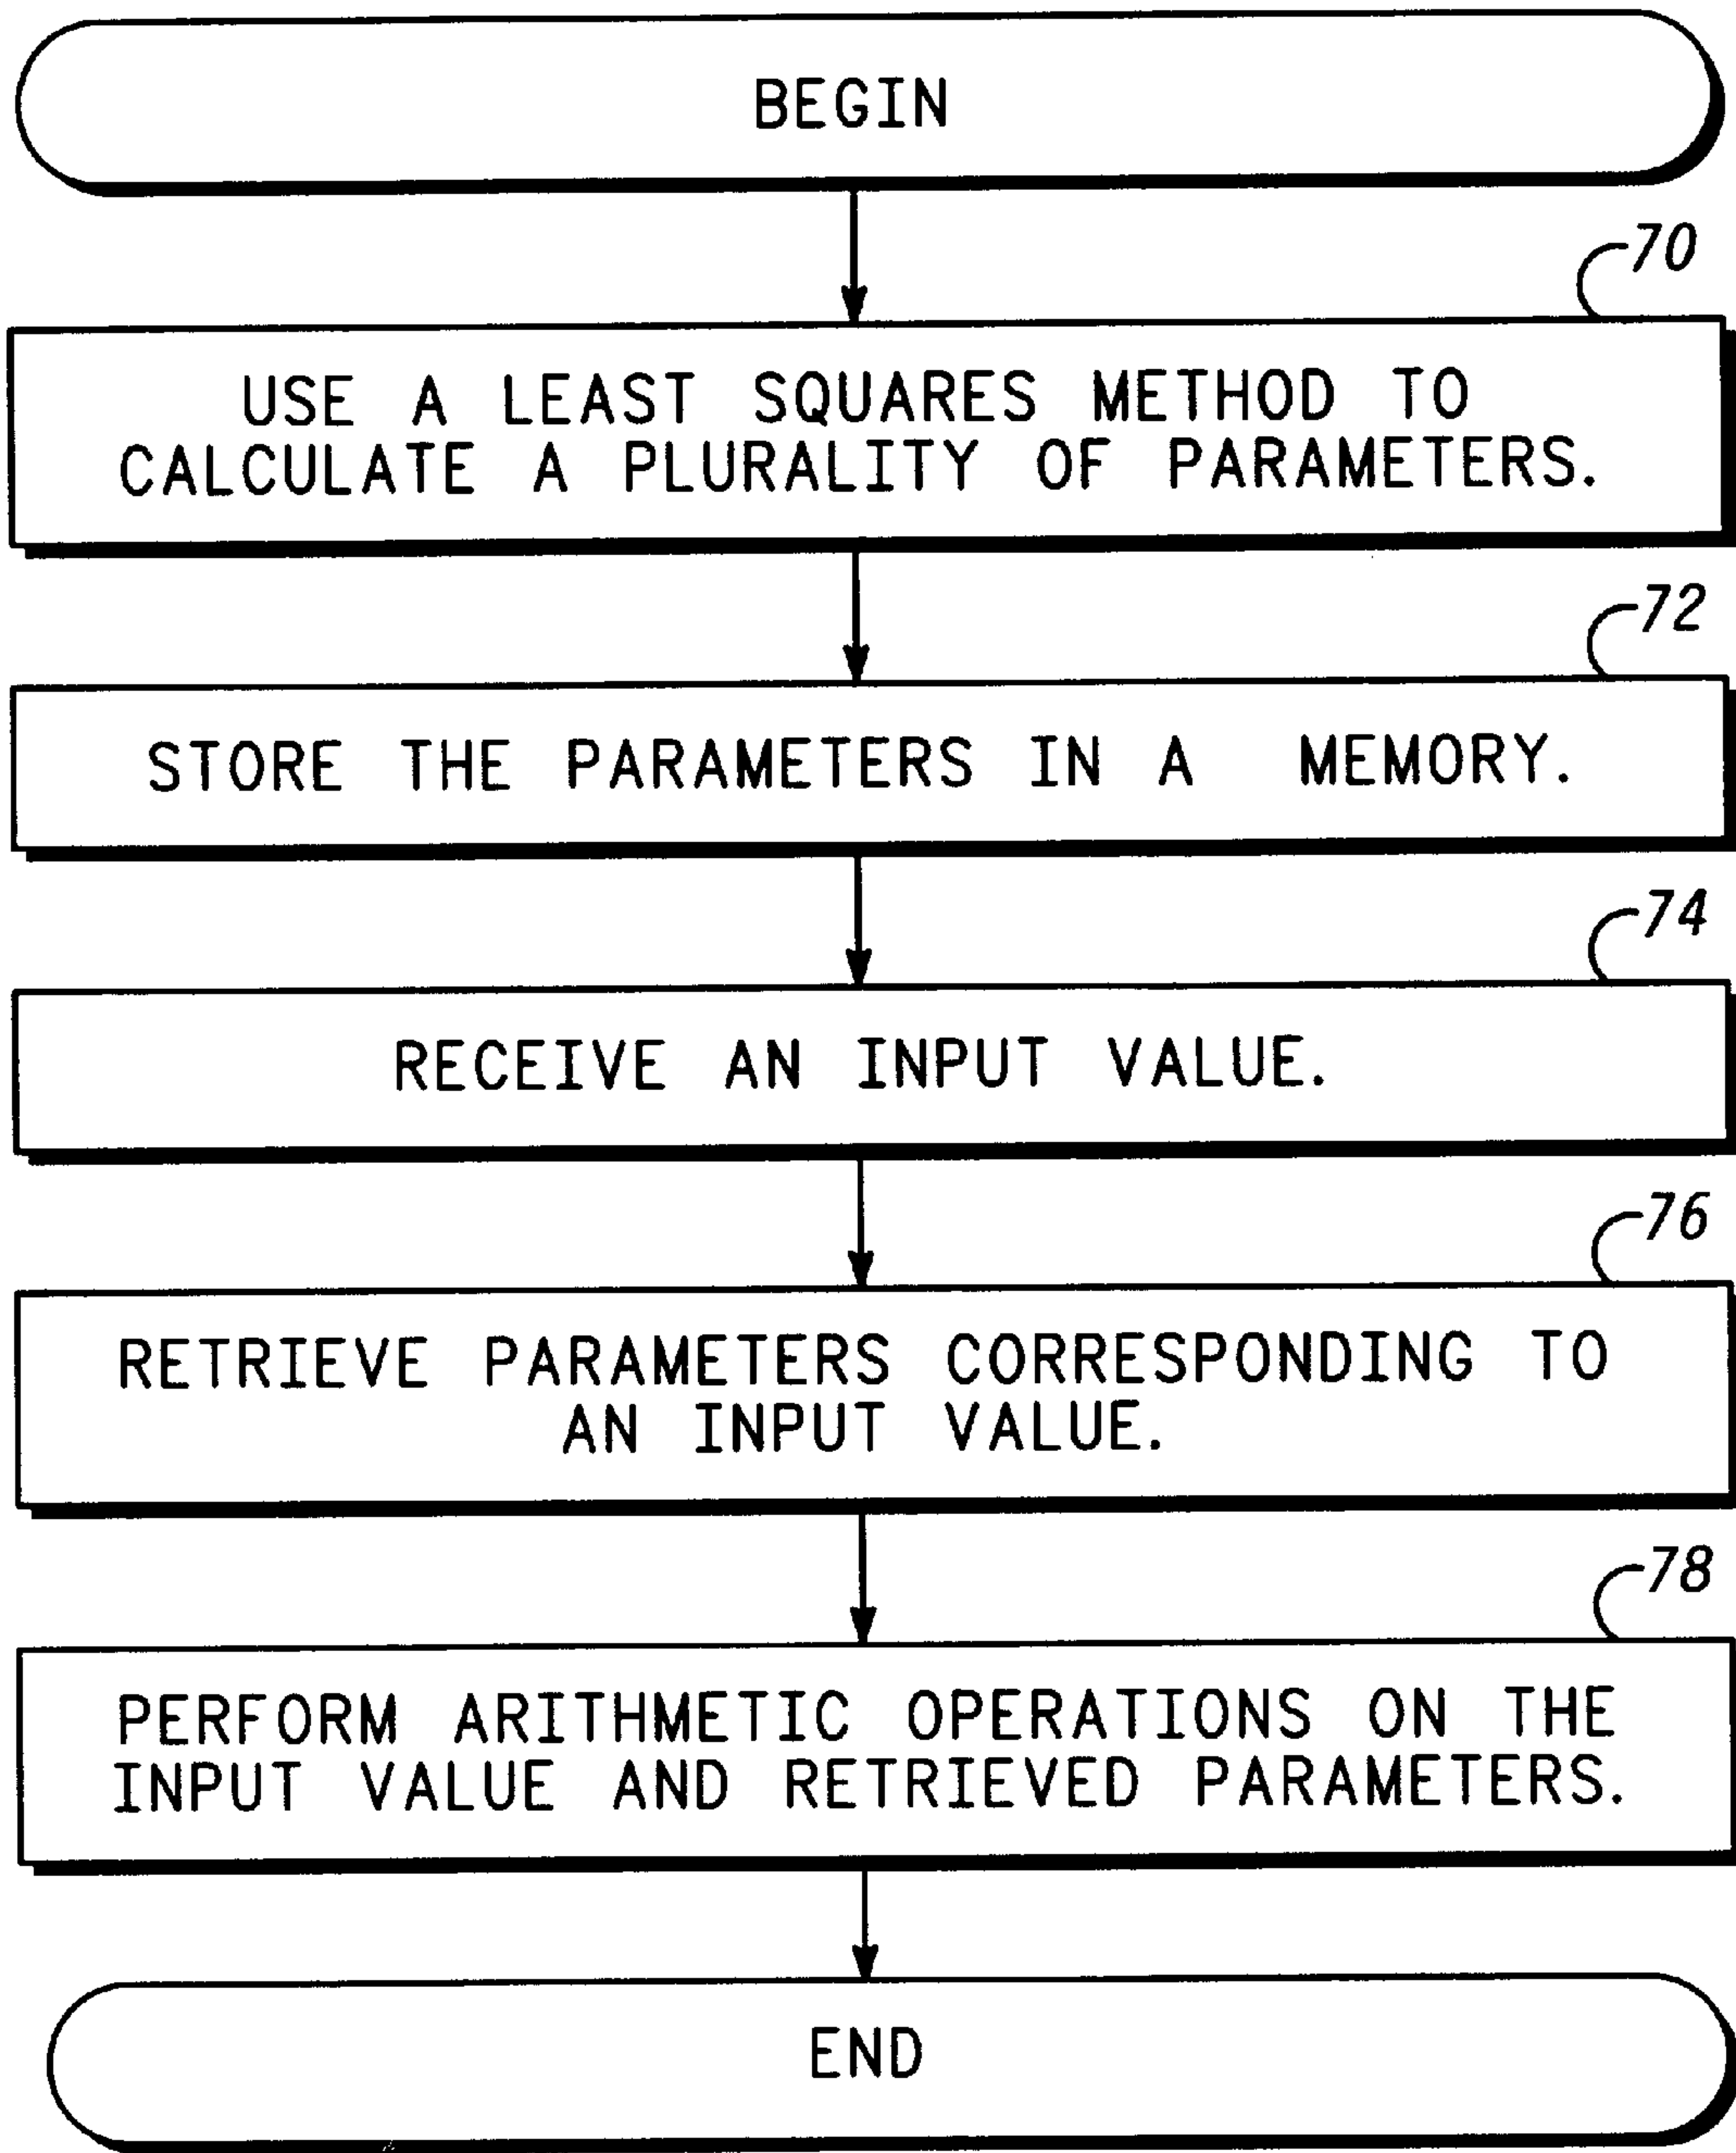 BEGIN
70
USE A LEAST SQUARES METHOD TO
CALCULATE A PLURALITY OF PARAMETERS.
72
STORE THE PARAMETERS IN A MEMORY.
74
RECEIVE AN INPUT VALUE.
76
RETRIEVE PARAMETERS CORRESPONDING TO
AN INPUT VALUE.
78
PERFORM ARITHMETIC OPERATIONS ON THE
INPUT VALUE AND RETRIEVED PARAMETERS.
END